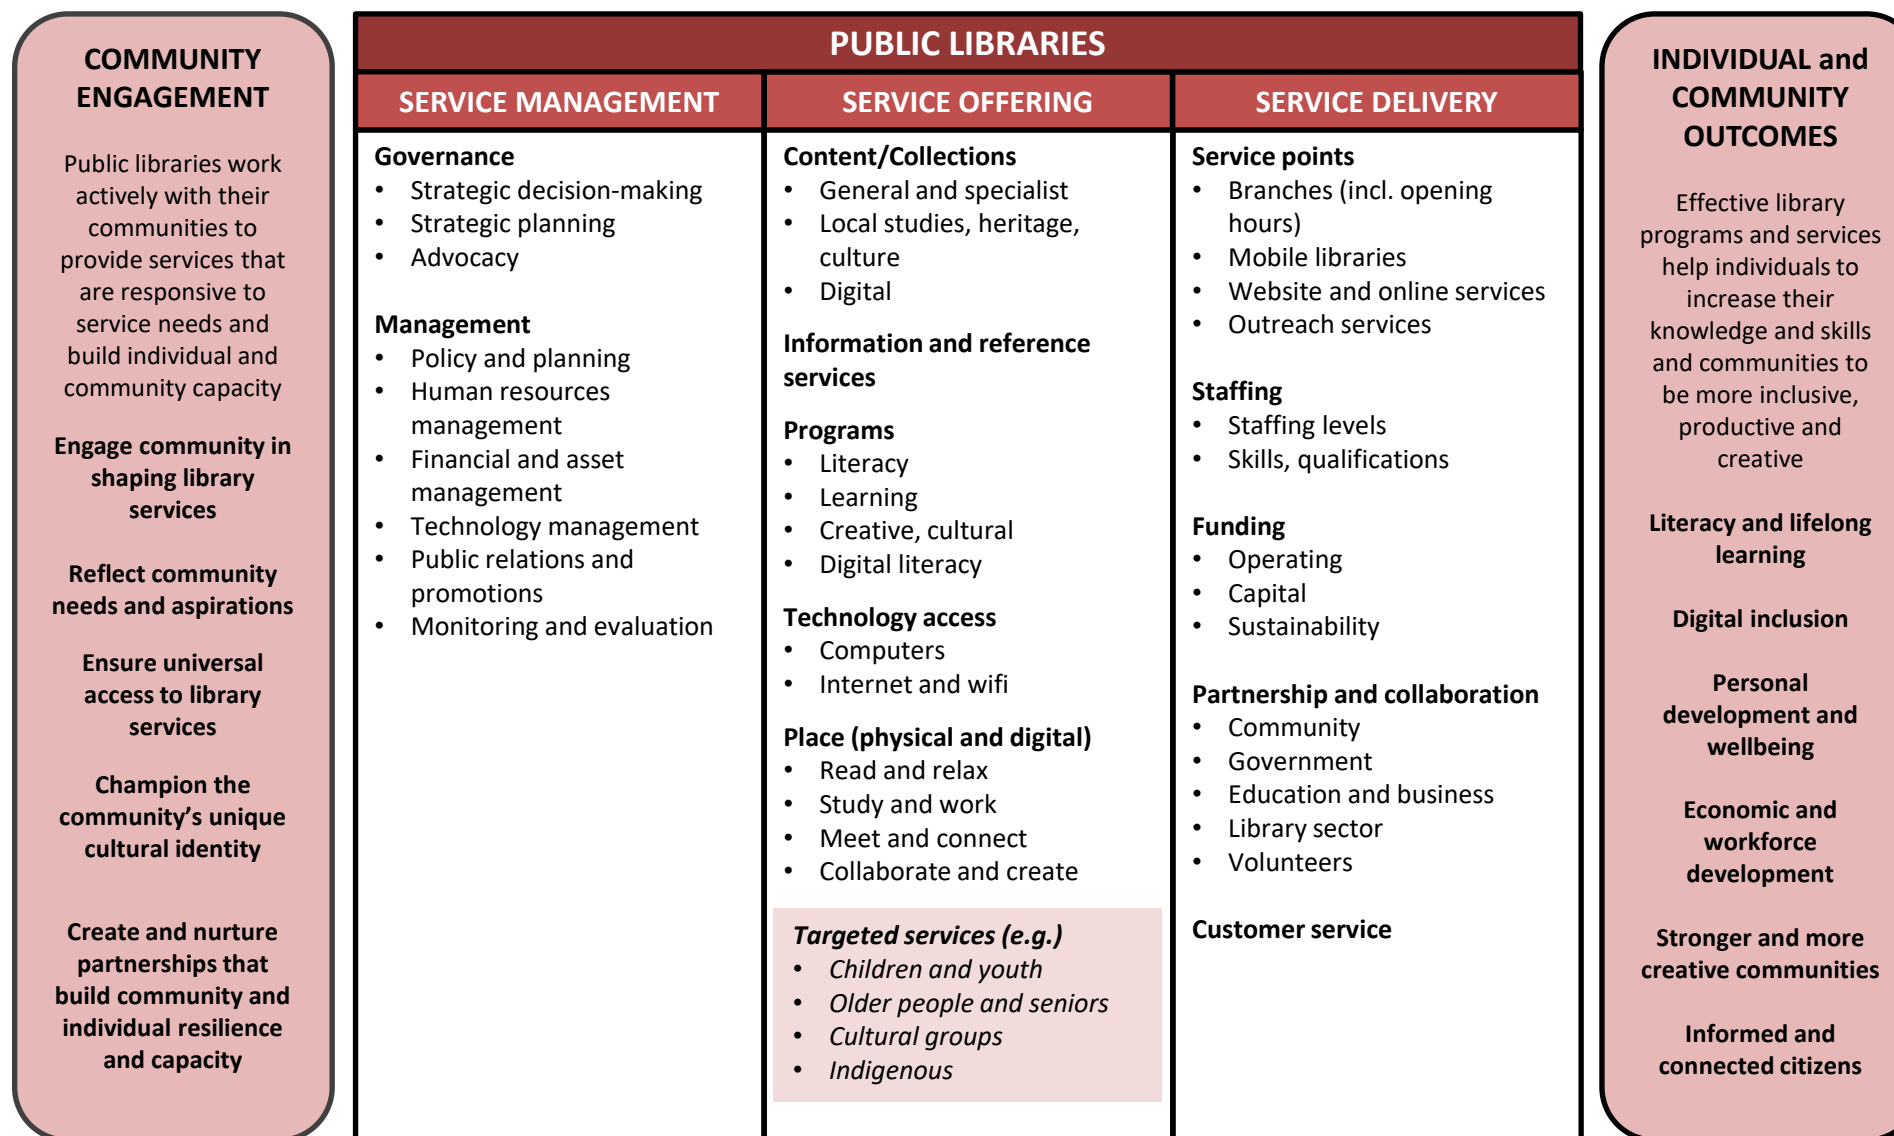 COMMUNITY
ENGAGEMENT
Public libraries work
actively with their
communities to
provide services that
are responsive to
service needs and
build individual and
community capacity
Engage community in
shaping library
services
Reflect community
needs and aspirations
Ensure universal
access to library
services
Champion the
community’s unique
cultural identity
Create and nurture
partnerships that
build community and
individual resilience
and capacity
PUBLIC LIBRARIES
SERVICE MANAGEMENT
Governance
• Strategic decision-making
• Strategic planning
• Advocacy
Management
• Policy and planning
• Human resources
management
• Financial and asset
management
• Technology management
• Public relations and
promotions
• Monitoring and evaluation
SERVICE OFFERING
Content/Collections
• General and specialist
• Local studies, heritage,
culture
• Digital
Information and reference
services
Programs
• Literacy
• Learning
• Creative, cultural
• Digital literacy
Technology access
• Computers
• Internet and wifi
Place (physical and digital)
• Read and relax
• Study and work
• Meet and connect
• Collaborate and create
Targeted services (e.g.)
• Children and youth
• Older people and seniors
• Cultural groups
• Indigenous
SERVICE DELIVERY
Service points
• Branches (incl. opening
hours)
• Mobile libraries
• Website and online services
• Outreach services
Staffing
• Staffing levels
• Skills, qualifications
Funding
• Operating
• Capital
• Sustainability
Partnership and collaboration
• Community
• Government
• Education and business
• Library sector
• Volunteers
Customer service
INDIVIDUAL and
COMMUNITY
OUTCOMES
Effective library
programs and services
help individuals to
increase their
knowledge and skills
and communities to
be more inclusive,
productive and
creative
Literacy and lifelong
learning
Digital inclusion
Personal
development and
wellbeing
Economic and
workforce
development
Stronger and more
creative communities
Informed and
connected citizens